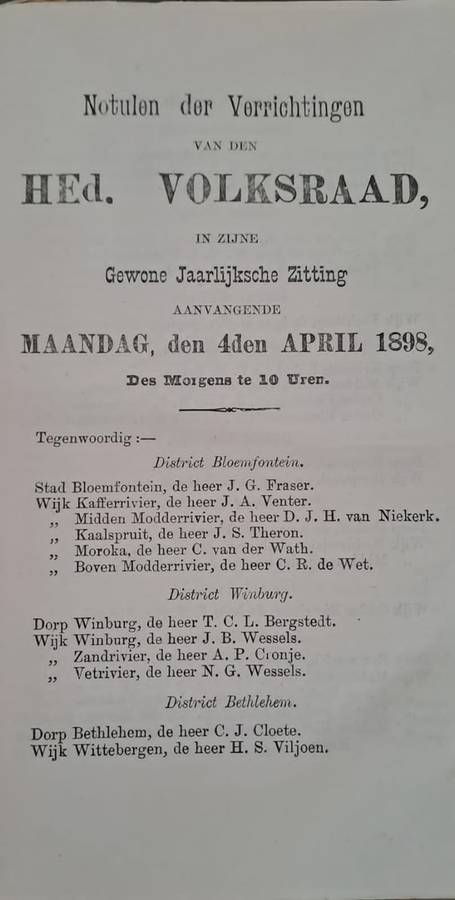 Notulen der Verrichtingen
VAN DEN
HEd. VOLKSRAAD,
IN ZIJNE
Gewone Jaarlijksche Zitting
AANVANGENDE
MAANDAG, den 4den APRIL 1898,
Des Morgens te 10 Uren.
Tegenwoordig :—
District Bloemfontein.
Stad Bloemfontein, de heer J. G. Fraser.
Wijk Kafferrivier, de heer J. A. Venter.
„ Midden Modderrivier, de heer D. J. H. van Niekerk.
„ Kaalspruit, de heer J. S. Theron.
„ Moroka, de heer C. van der Wath.
„ Boven Modderrivier, de heer C. R. de Wet.
District Winburg.
Dorp Winburg, de heer T. C. L. Bergstedt.
Wijk Winburg, de heer J. B. Wessels.
„ Zandrivier, de heer A. P. Cronje.
„ Vetrivier, de heer N. G. Wessels.
District Bethlehem.
Dorp Bethlehem, de heer C. J. Cloete.
Wijk Wittebergen, de heer H. S. Viljoen.